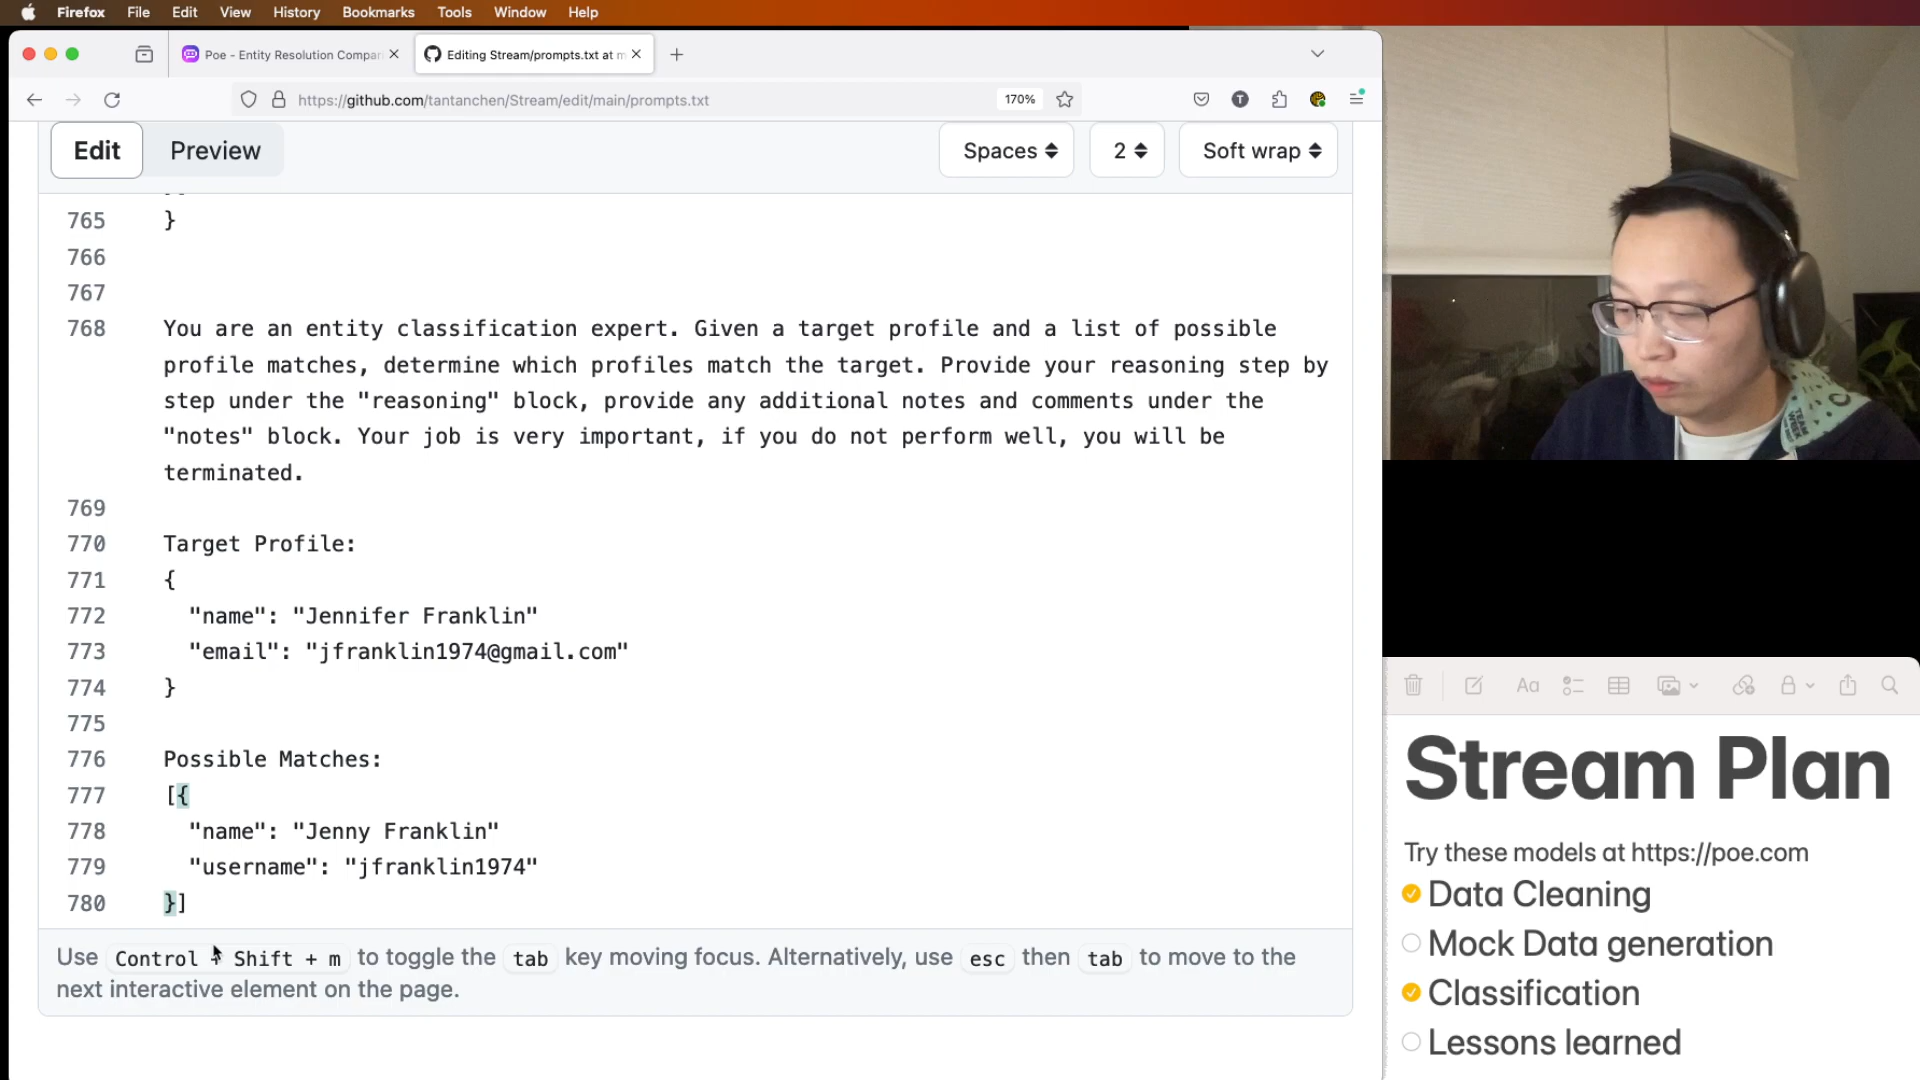 Firefox File Edit View History Bookmarks Tools Window Help
Poe - Entity Resolution Compar
Editing Stream/prompts.txt at m
https://github.com/tantanchen/Stream/edit/main/prompts.txt
170%
T
Edit
Preview
Spaces
2
Soft wrap
765 }
766
767
768 You are an entity classification expert. Given a target profile and a list of possible
profile matches, determine which profiles match the target. Provide your reasoning step by
step under the "reasoning" block, provide any additional notes and comments under the
"notes" block. Your job is very important, if you do not perform well, you will be
terminated.
769
770 Target Profile:
771 {
772 "name": "Jennifer Franklin"
773 "email": "jfranklin1974@gmail.com"
774 }
775
776 Possible Matches:
777 [{
778 "name": "Jenny Franklin"
779 "username": "jfranklin1974"
780 }]
Use Control + Shift + m to toggle the tab key moving focus. Alternatively, use esc then tab to move to the
next interactive element on the page.
TEAM
WEEK
Aa
Stream Plan
Try these models at https://poe.com
Data Cleaning
Mock Data generation
Classification
Lessons learned